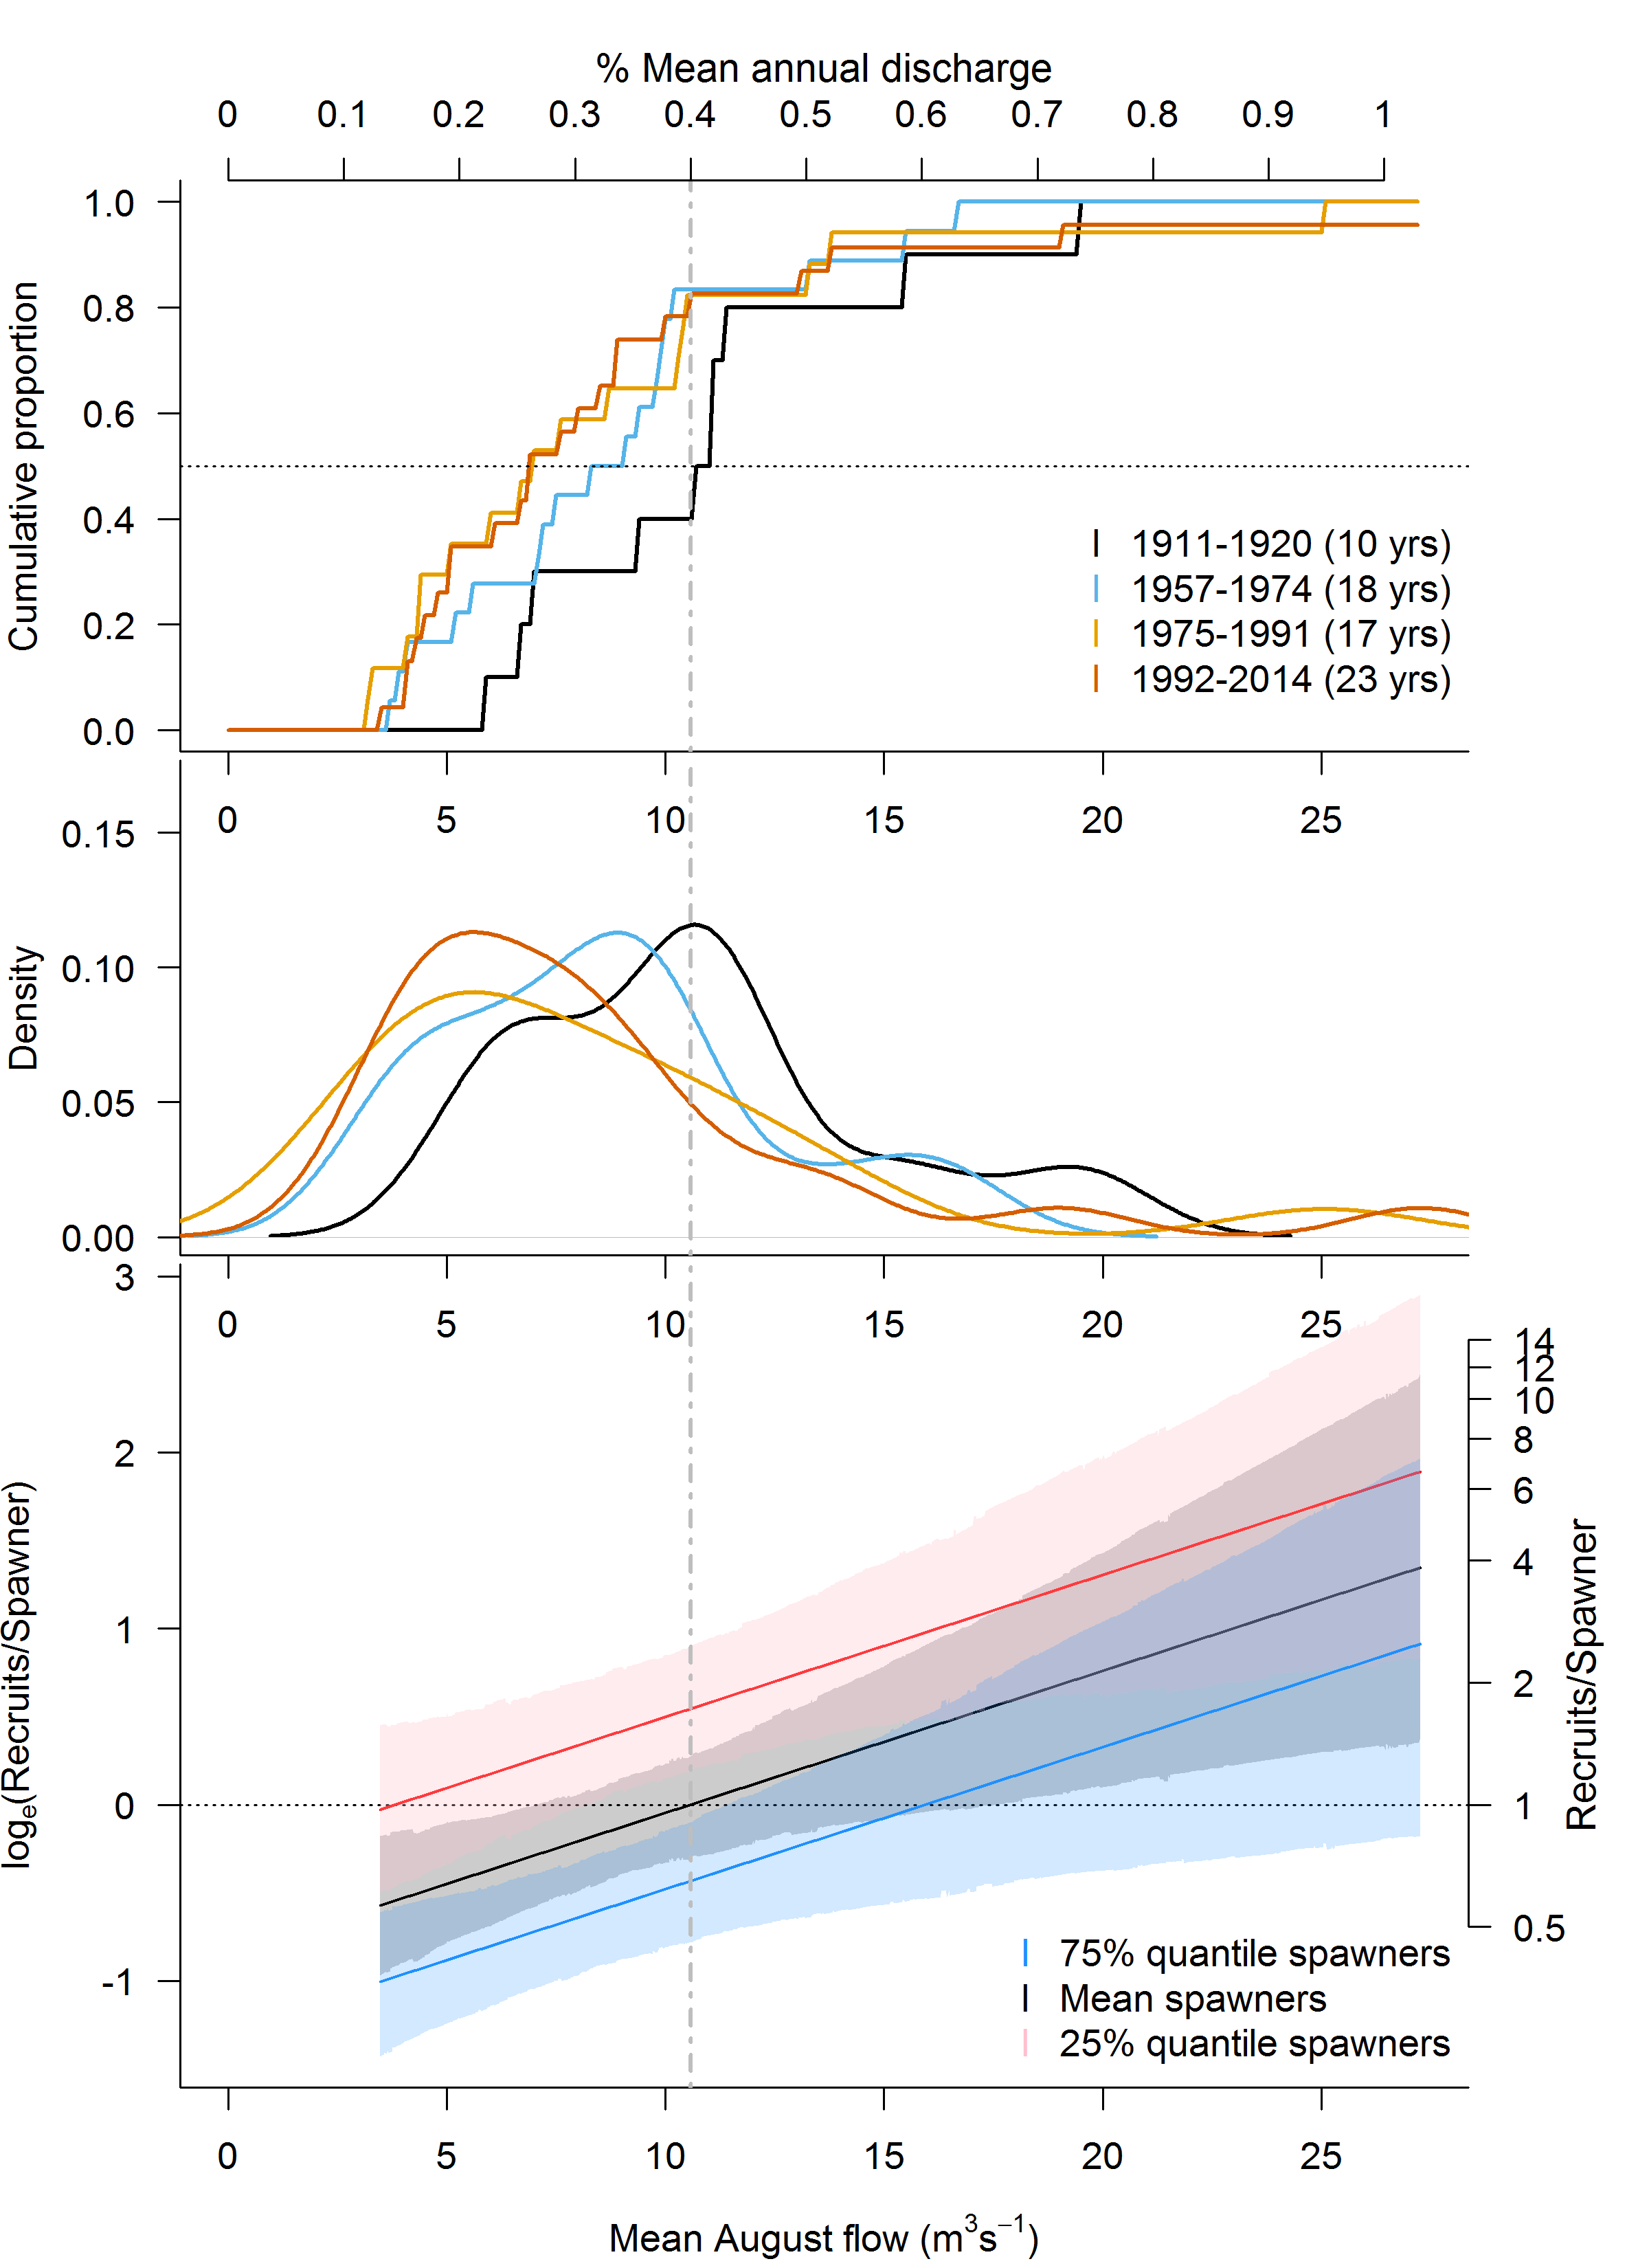 % Mean annual discharge
0 0.1 0.2 0.3 0.4 0.5 0.6 0.7 0.8 0.9 1
Cumulative proportion
1.0
0.8
0.6
0.4
0.2
0.0
1911-1920 (10 yrs)
1957-1974 (18 yrs)
1975-1991 (17 yrs)
1992-2014 (23 yrs)
0 5 10 15 20 25
Density
0.15
0.10
0.05
0.00
0 5 10 15 20 25
logₑ(Recruits/Spawner)
3
2
1
0
-1
14
12
10
8
6
4
2
1
0.5
Recruits/Spawner
75% quantile spawners
Mean spawners
25% quantile spawners
0 5 10 15 20 25
Mean August flow (m³s⁻¹)